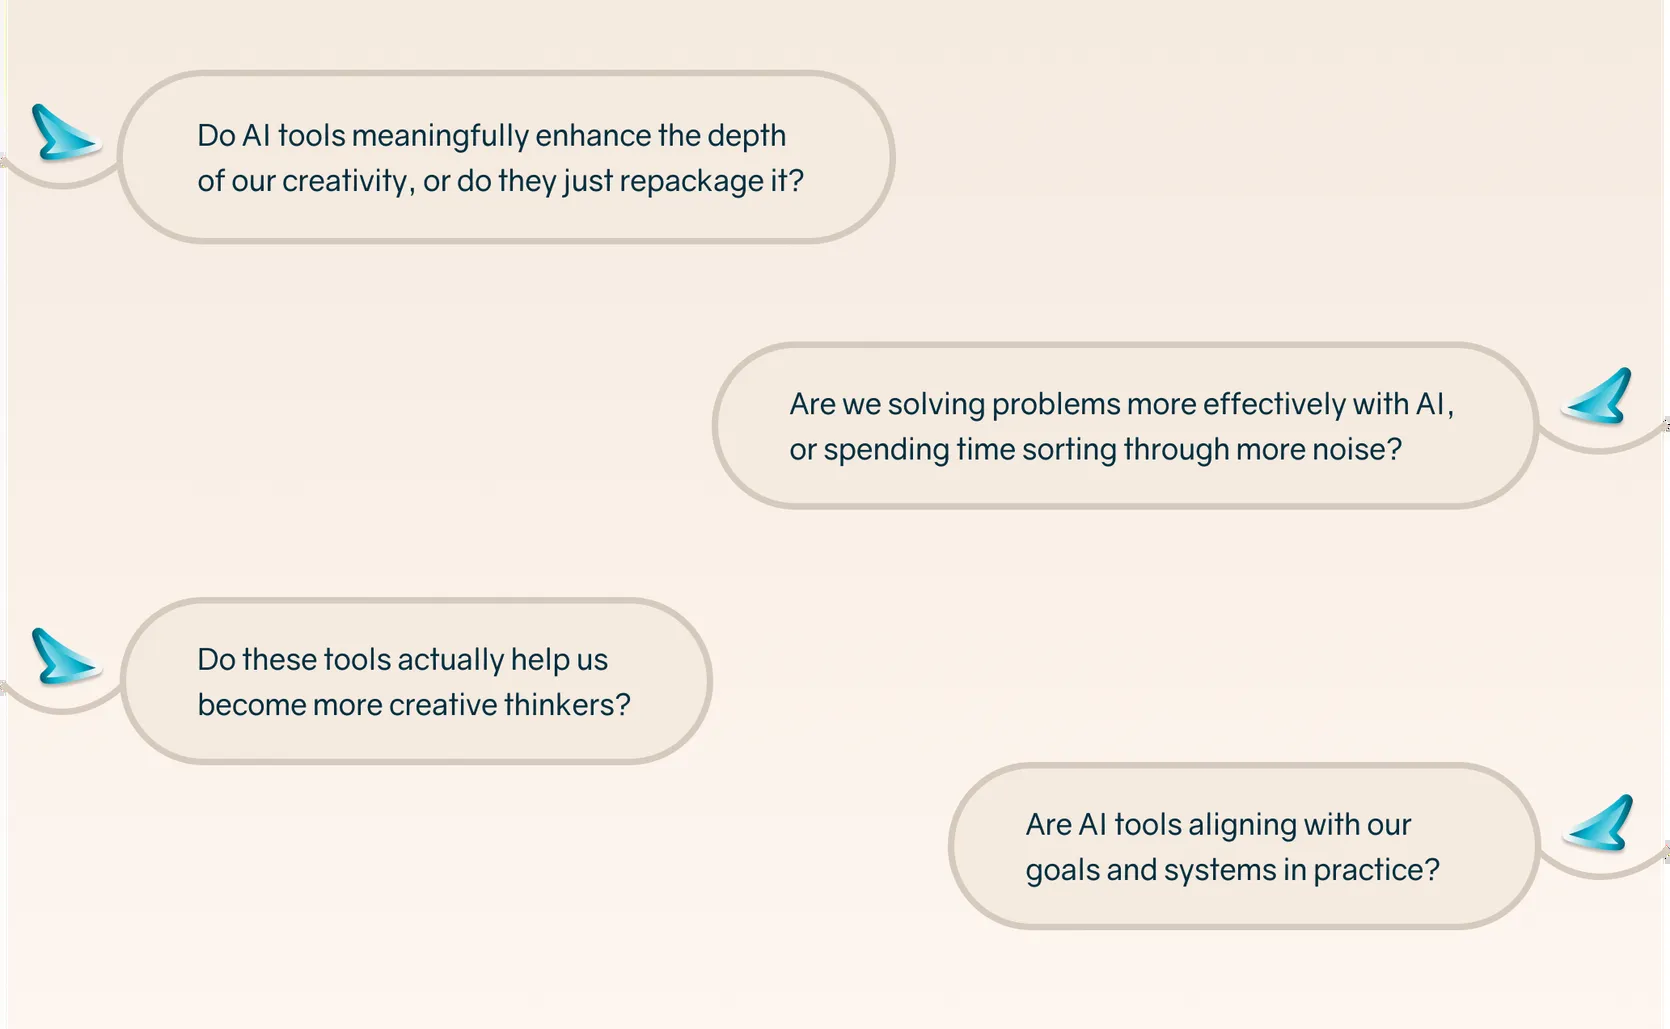 Do AI tools meaningfully enhance the depth
of our creativity, or do they just repackage it?
Are we solving problems more effectively with AI,
or spending time sorting through more noise?
Do these tools actually help us
become more creative thinkers?
Are AI tools aligning with our
goals and systems in practice?